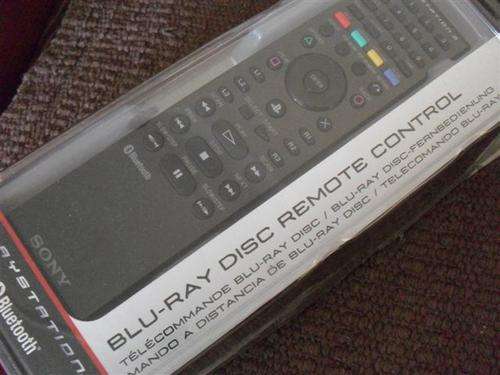 SONY
Bluetooth
BLU-RAY DISC REMOTE CONTROL
TÉLÉCOMMANDE BLU-RAY DISC / BLU-RAY DISC-FERNBEDIENUNG
MANDO A DISTANCIA DE BLU-RAY DISC / TELECOMANDO BLU-RAY
AYSTATION
Bluetooth